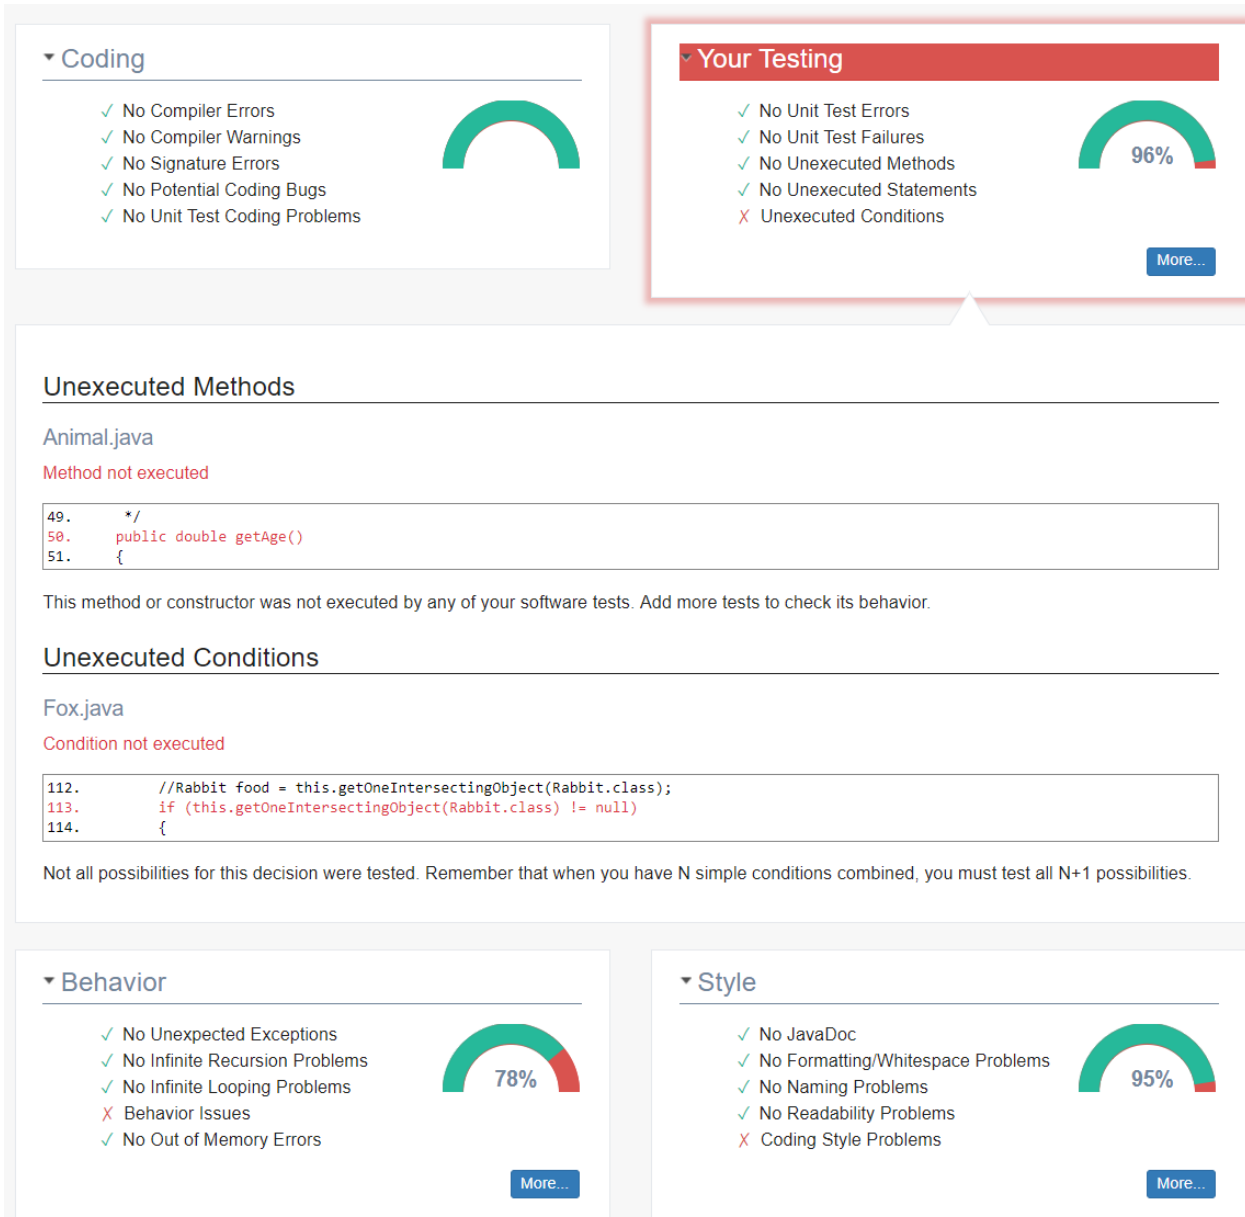 Coding
✓ No Compiler Errors
✓ No Compiler Warnings
✓ No Signature Errors
✓ No Potential Coding Bugs
✓ No Unit Test Coding Problems
Your Testing
✓ No Unit Test Errors
✓ No Unit Test Failures
✓ No Unexecuted Methods
✓ No Unexecuted Statements
✗ Unexecuted Conditions
96%
More...
Unexecuted Methods
Animal.java
Method not executed
49. */
50. public double getAge()
51. {
This method or constructor was not executed by any of your software tests. Add more tests to check its behavior.
Unexecuted Conditions
Fox.java
Condition not executed
112. //Rabbit food = this.getOneIntersectingObject(Rabbit.class);
113. if (this.getOneIntersectingObject(Rabbit.class) != null)
114. {
Not all possibilities for this decision were tested. Remember that when you have N simple conditions combined, you must test all N+1 possibilities.
Behavior
✓ No Unexpected Exceptions
✓ No Infinite Recursion Problems
✓ No Infinite Looping Problems
✗ Behavior Issues
✓ No Out of Memory Errors
78%
More...
Style
✓ No JavaDoc
✓ No Formatting/Whitespace Problems
✓ No Naming Problems
✓ No Readability Problems
✗ Coding Style Problems
95%
More...